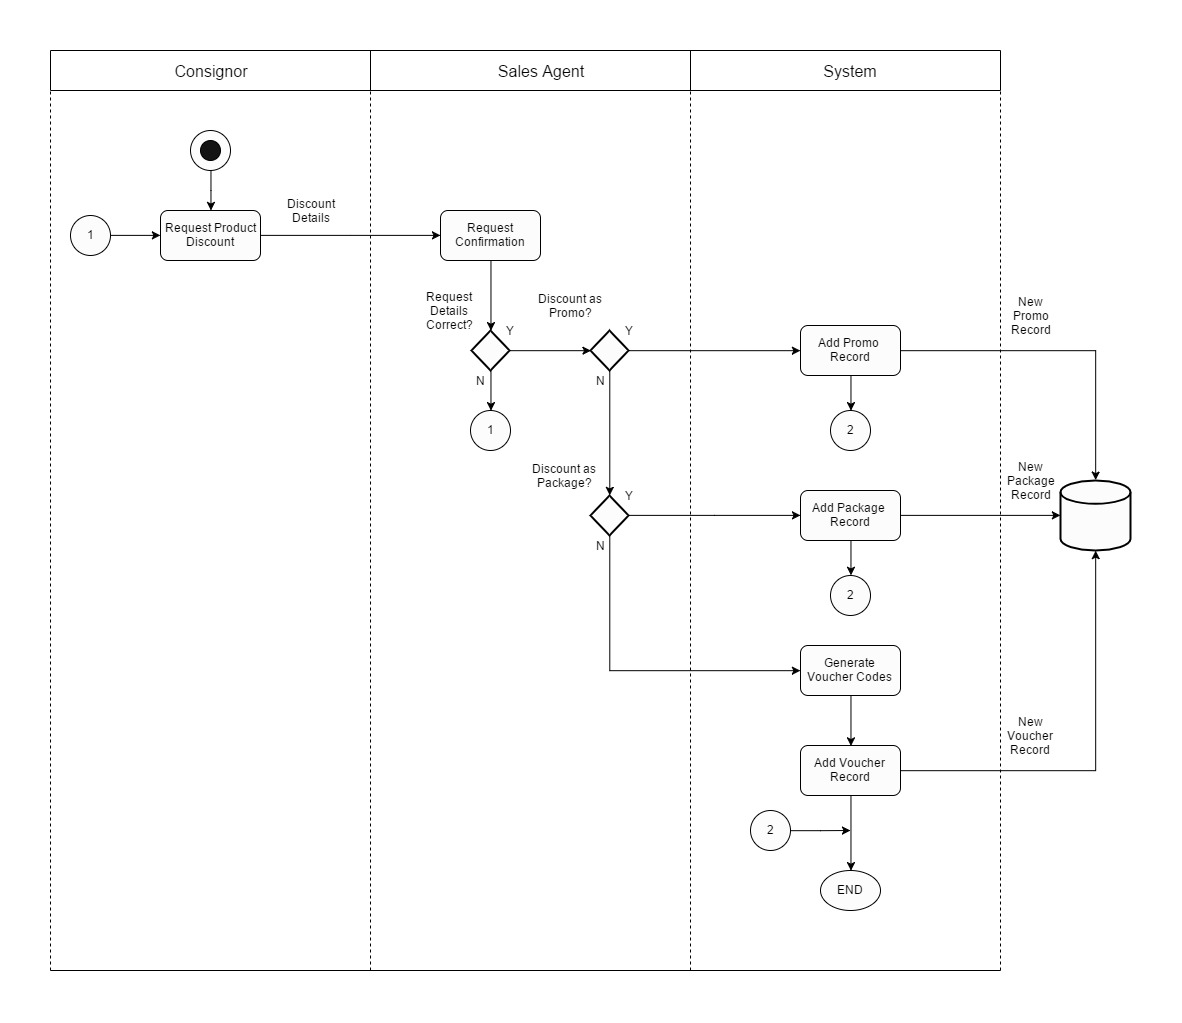 Consignor
Sales Agent
System
Discount
Details
1
Request Product
Discount
Request
Confirmation
Request
Details
Correct?
Discount as
Promo?
New
Promo
Record
Y
Y
Add Promo
Record
N
N
1
2
Discount as
Package?
New
Package
Record
Y
Add Package
Record
N
2
Generate
Voucher Codes
New
Voucher
Record
Add Voucher
Record
2
END